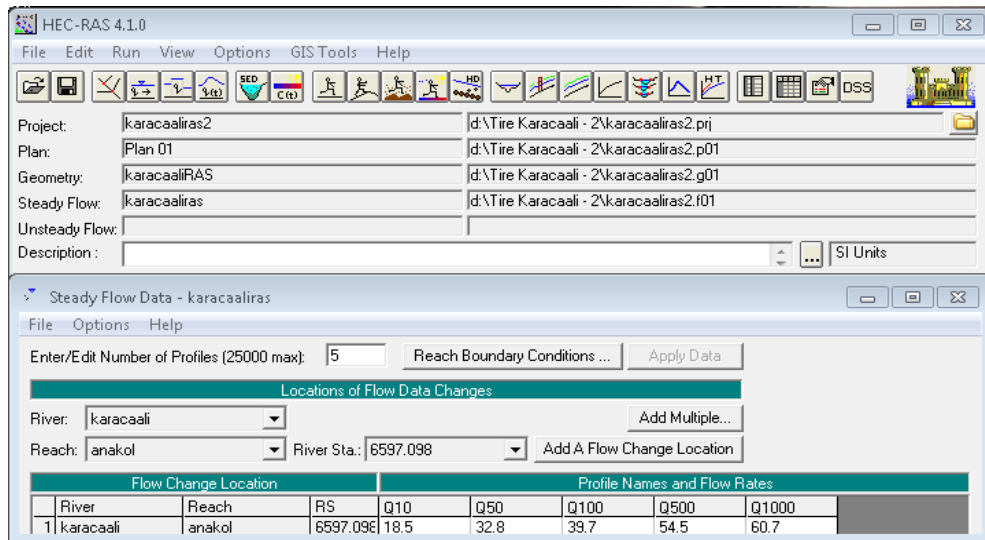 HEC-RAS 4.1.0
File Edit Run View Options GIS Tools Help
SED C(t) HD HT DSS
Project: karacaaliras2 d:\Tire Karacaali - 2\karacaaliras2.prj
Plan: Plan 01 d:\Tire Karacaali - 2\karacaaliras2.p01
Geometry: karacaaliRAS d:\Tire Karacaali - 2\karacaaliras2.g01
Steady Flow: karacaaliras d:\Tire Karacaali - 2\karacaaliras2.f01
Unsteady Flow:
Description : ... SI Units
Steady Flow Data - karacaaliras
File Options Help
Enter/Edit Number of Profiles (25000 max): 5 Reach Boundary Conditions ... Apply Data
Locations of Flow Data Changes
River: karacaali Add Multiple...
Reach: anakol River Sta.: 6597.098 Add A Flow Change Location
Flow Change Location Profile Names and Flow Rates
River Reach RS Q10 Q50 Q100 Q500 Q1000
1 karacaali anakol 6597.098 18.5 32.8 39.7 54.5 60.7